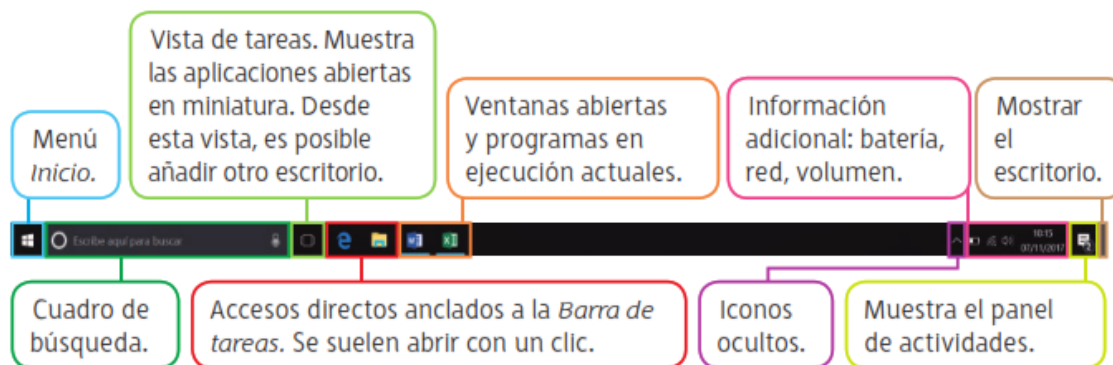 Vista de tareas. Muestra
las aplicaciones abiertas
en miniatura. Desde
esta vista, es posible
añadir otro escritorio.
Menú
Inicio.
Ventanas abiertas
y programas en
ejecución actuales.
Información
adicional: batería,
red, volumen.
Mostrar
el
escritorio.
Escribe aquí para buscar
10:15
07/11/2017
Cuadro de
búsqueda.
Accesos directos anclados a la Barra de
tareas. Se suelen abrir con un clic.
Iconos
ocultos.
Muestra el panel
de actividades.